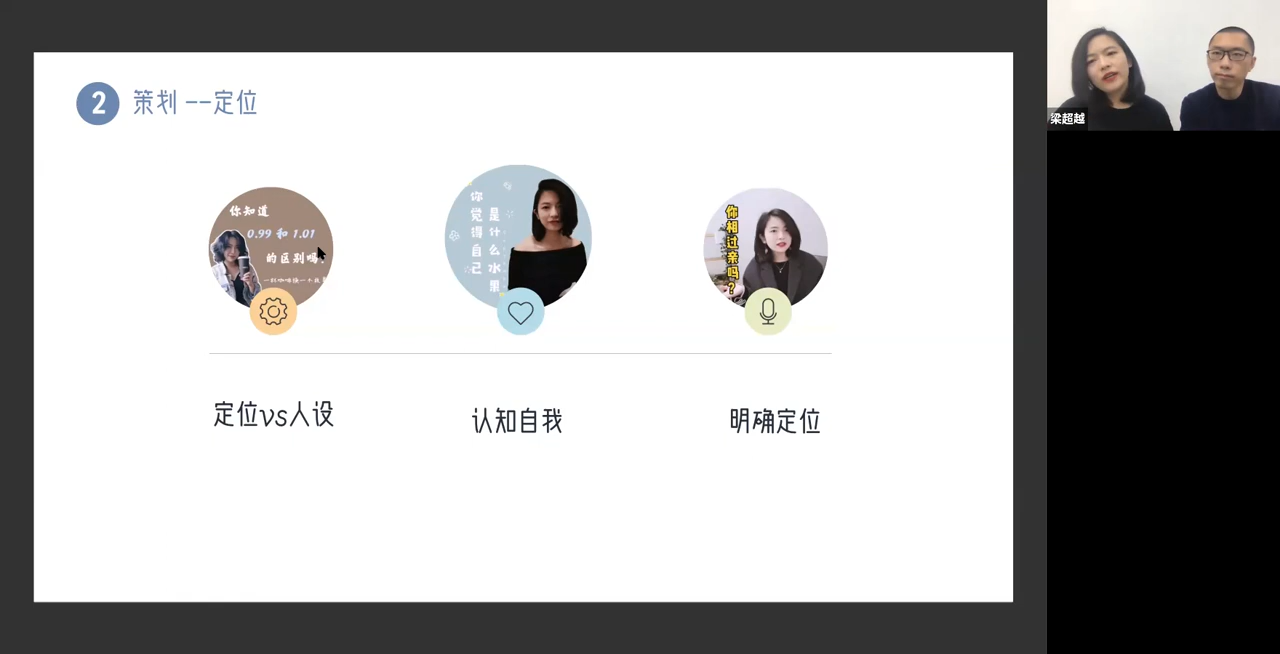 2 策划 --定位
你知道
0.99 和 1.01
的区别吗?
你觉得自己
是什么水果
你相过亲吗?
定位vs人设
认知自我
明确定位
梁超越